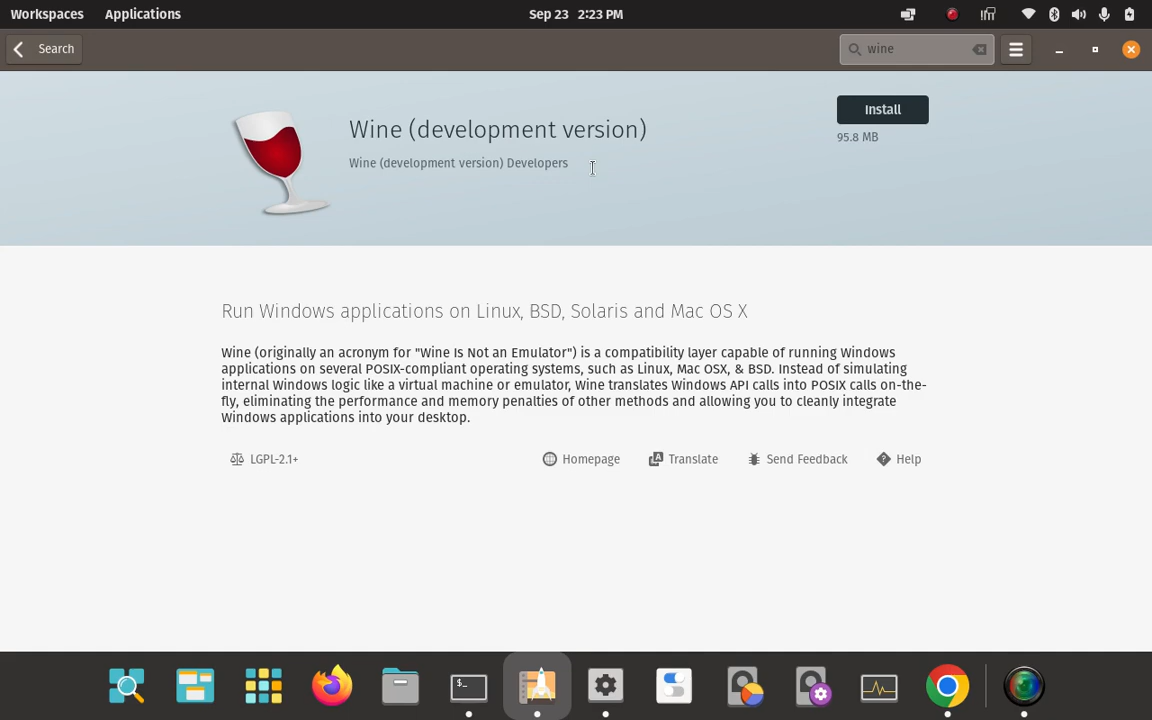 Workspaces Applications Sep 23 2:23 PM
Search wine
Install
95.8 MB
Wine (development version)
Wine (development version) Developers
Run Windows applications on Linux, BSD, Solaris and Mac OS X
Wine (originally an acronym for "Wine Is Not an Emulator") is a compatibility layer capable of running Windows
applications on several POSIX-compliant operating systems, such as Linux, Mac OSX, & BSD. Instead of simulating
internal Windows logic like a virtual machine or emulator, Wine translates Windows API calls into POSIX calls on-the-
fly, eliminating the performance and memory penalties of other methods and allowing you to cleanly integrate
Windows applications into your desktop.
LGPL-2.1+ Homepage Translate Send Feedback Help